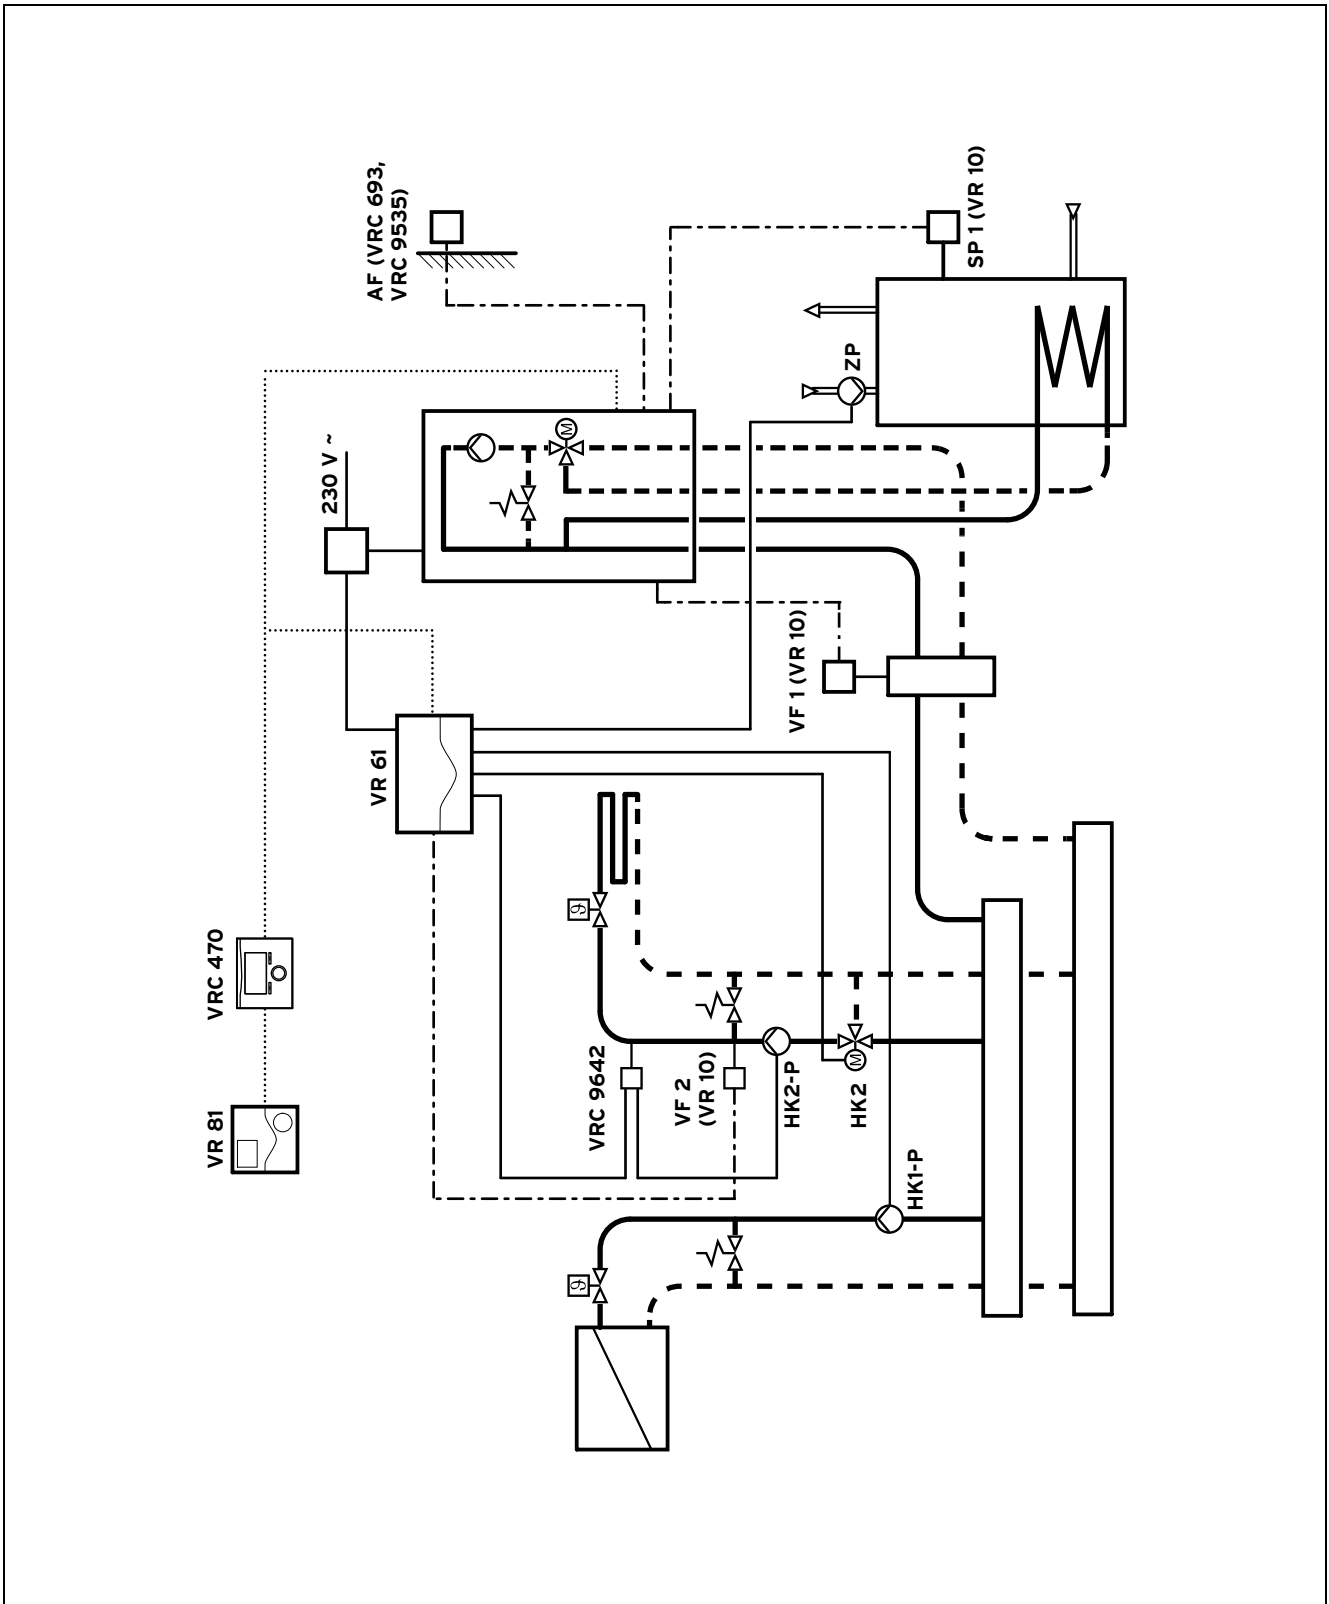 AF (VRC 693,
VRC 9535)
SP 1 (VR 10)
230 V ~
ZP
M
VF 1 (VR 10)
VR 61
VRC 470
VR 81
VRC 9642
VF 2
(VR 10)
HK2-P
HK2
M
HK1-P
ϑ
ϑ